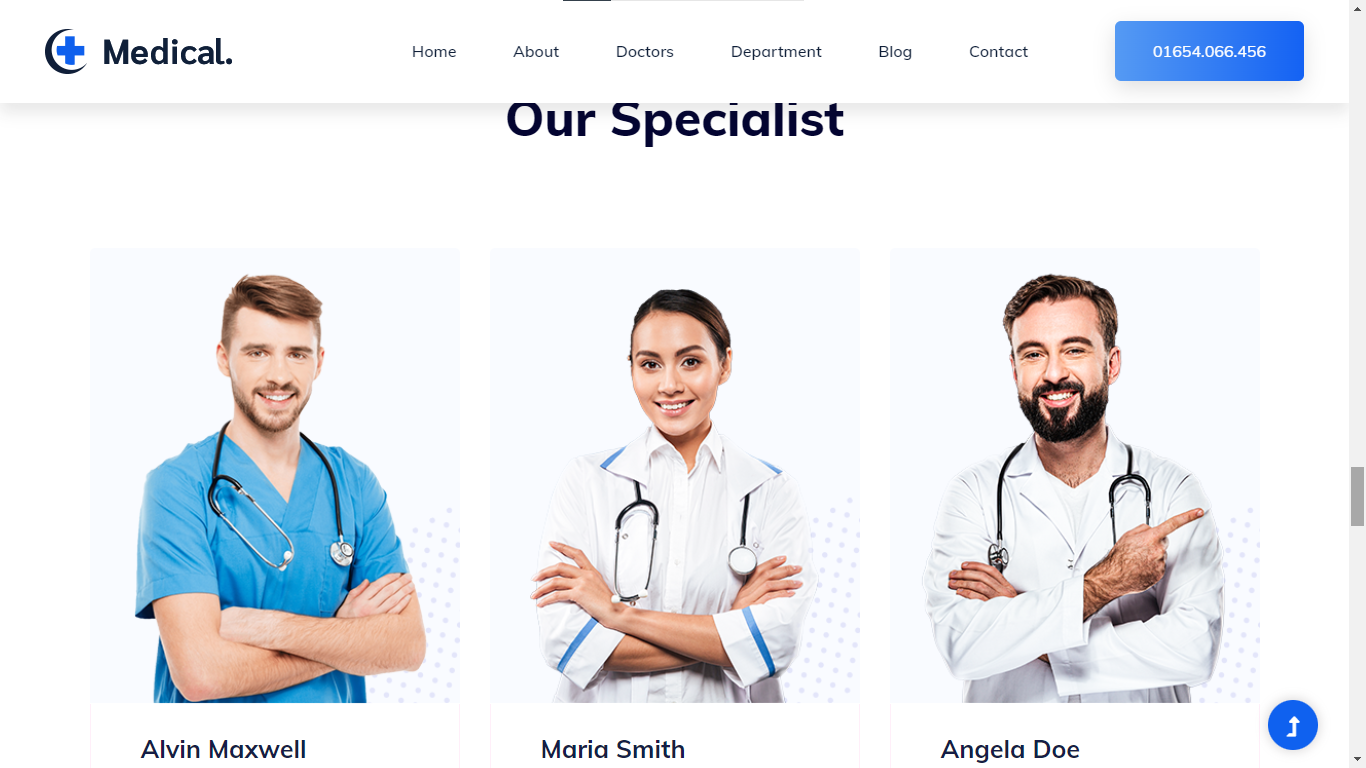 Medical.
Home About Doctors Department Blog Contact 01654.066.456
Our Specialist
Alvin Maxwell Maria Smith Angela Doe